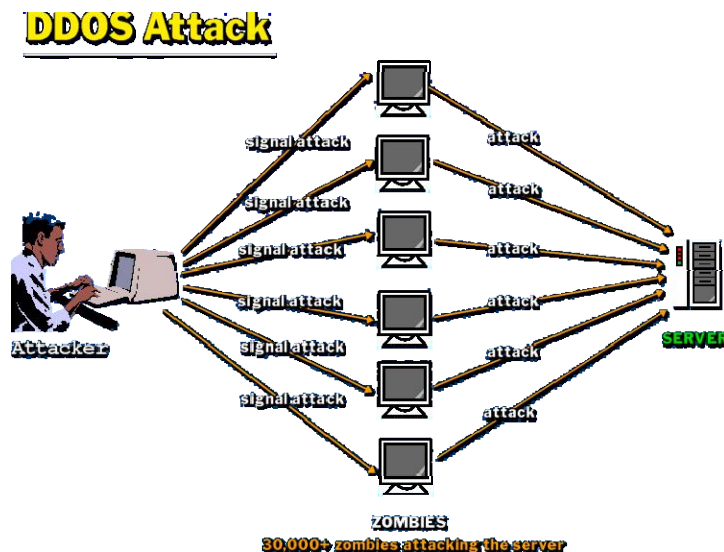 DDOS Attack
signal attack
attack
signal attack
attack
signal attack
attack
signal attack
attack
signal attack
attack
signal attack
attack
Attacker
SERVER
ZOMBIES
30,000+ zombies attacking the server